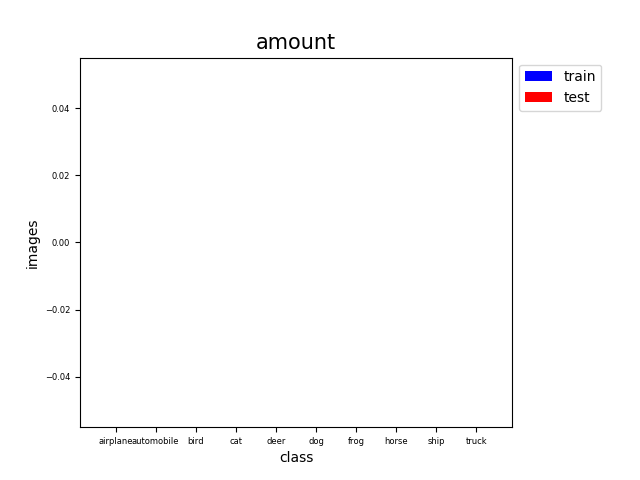 amount
train
test
0.04
0.02
0.00
−0.02
−0.04
images
airplane automobile bird cat deer dog frog horse ship truck
class